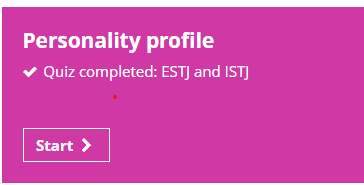 Personality profile
Quiz completed: ESTJ and ISTJ
Start